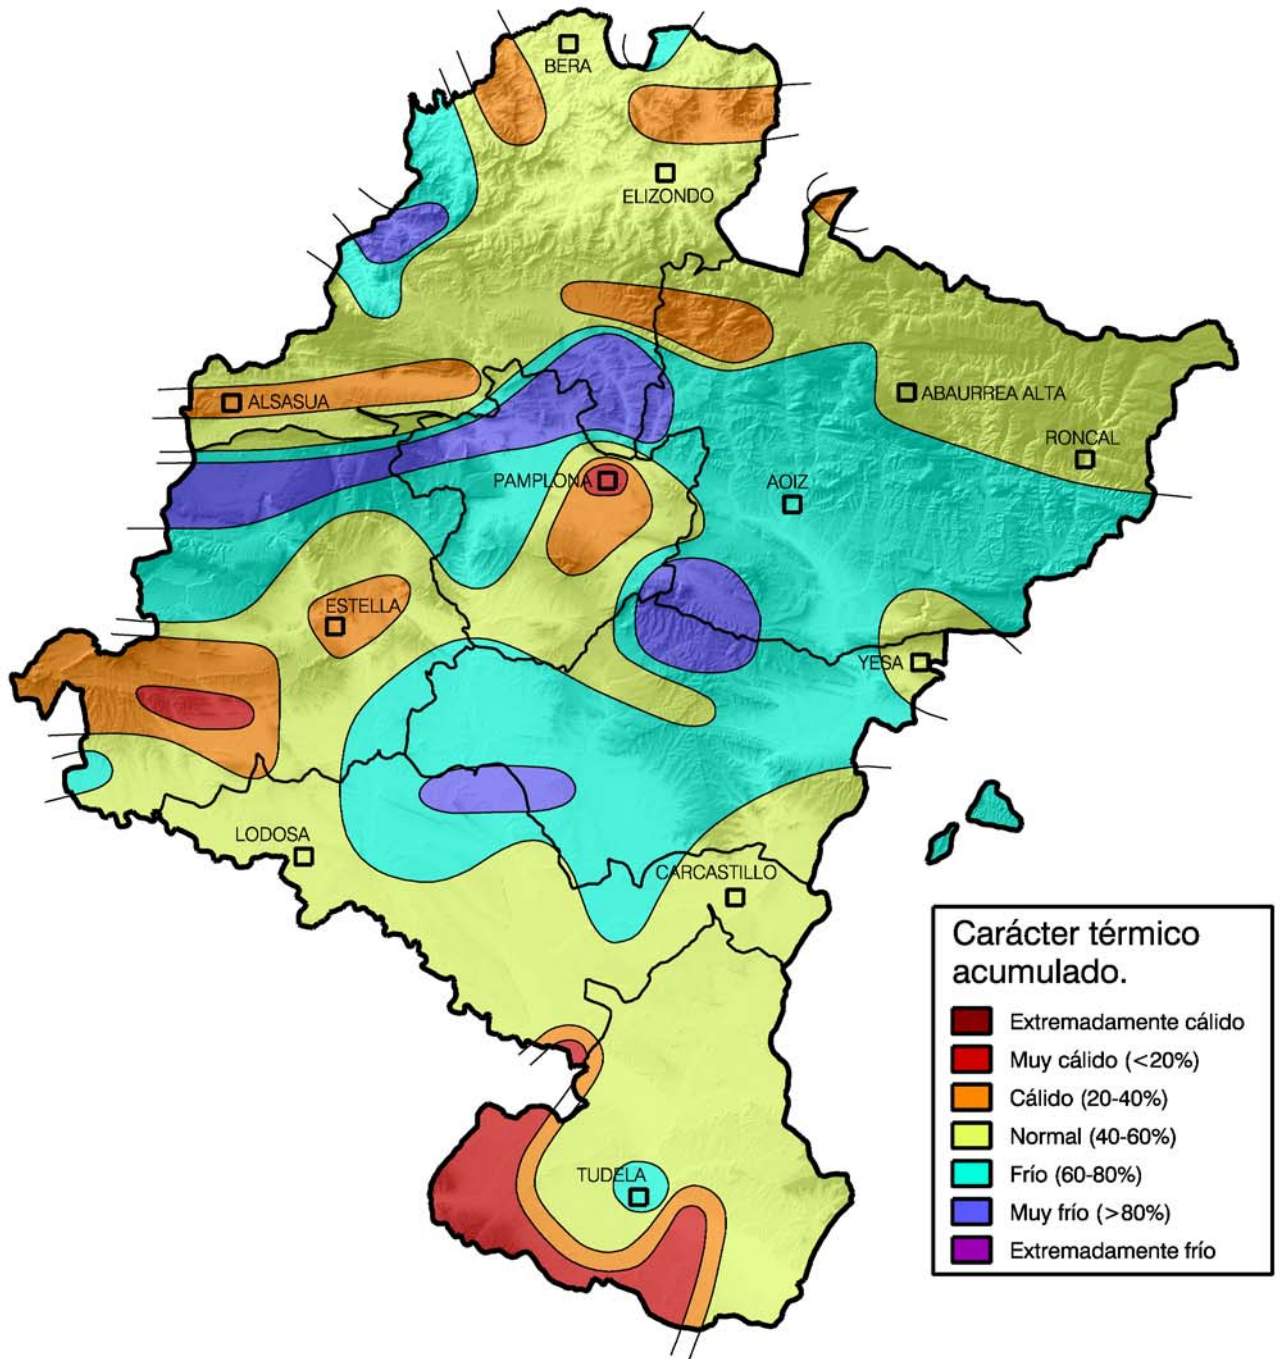 BERA
ELIZONDO
ALSASUA
ABAURREA ALTA
RONCAL
PAMPLONA
AOIZ
ESTELLA
YESA
LODOSA
CARCASTILLO
TUDELA
Carácter térmico
acumulado.
Extremadamente cálido
Muy cálido (<20%)
Cálido (20-40%)
Normal (40-60%)
Frío (60-80%)
Muy frío (>80%)
Extremadamente frío